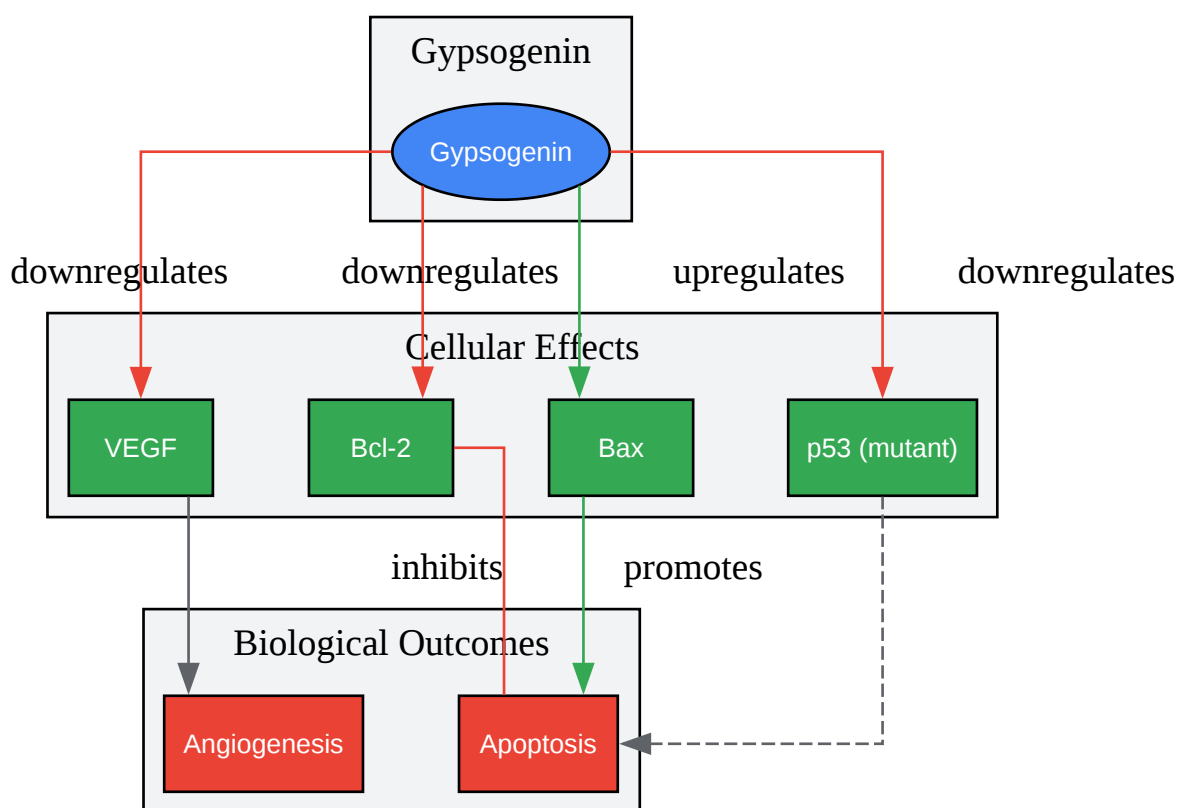 Gypsogenin
Gypsogenin
downregulates
downregulates
upregulates
downregulates
Cellular Effects
VEGF
Bcl-2
Bax
p53 (mutant)
inhibits
promotes
Biological Outcomes
Angiogenesis
Apoptosis